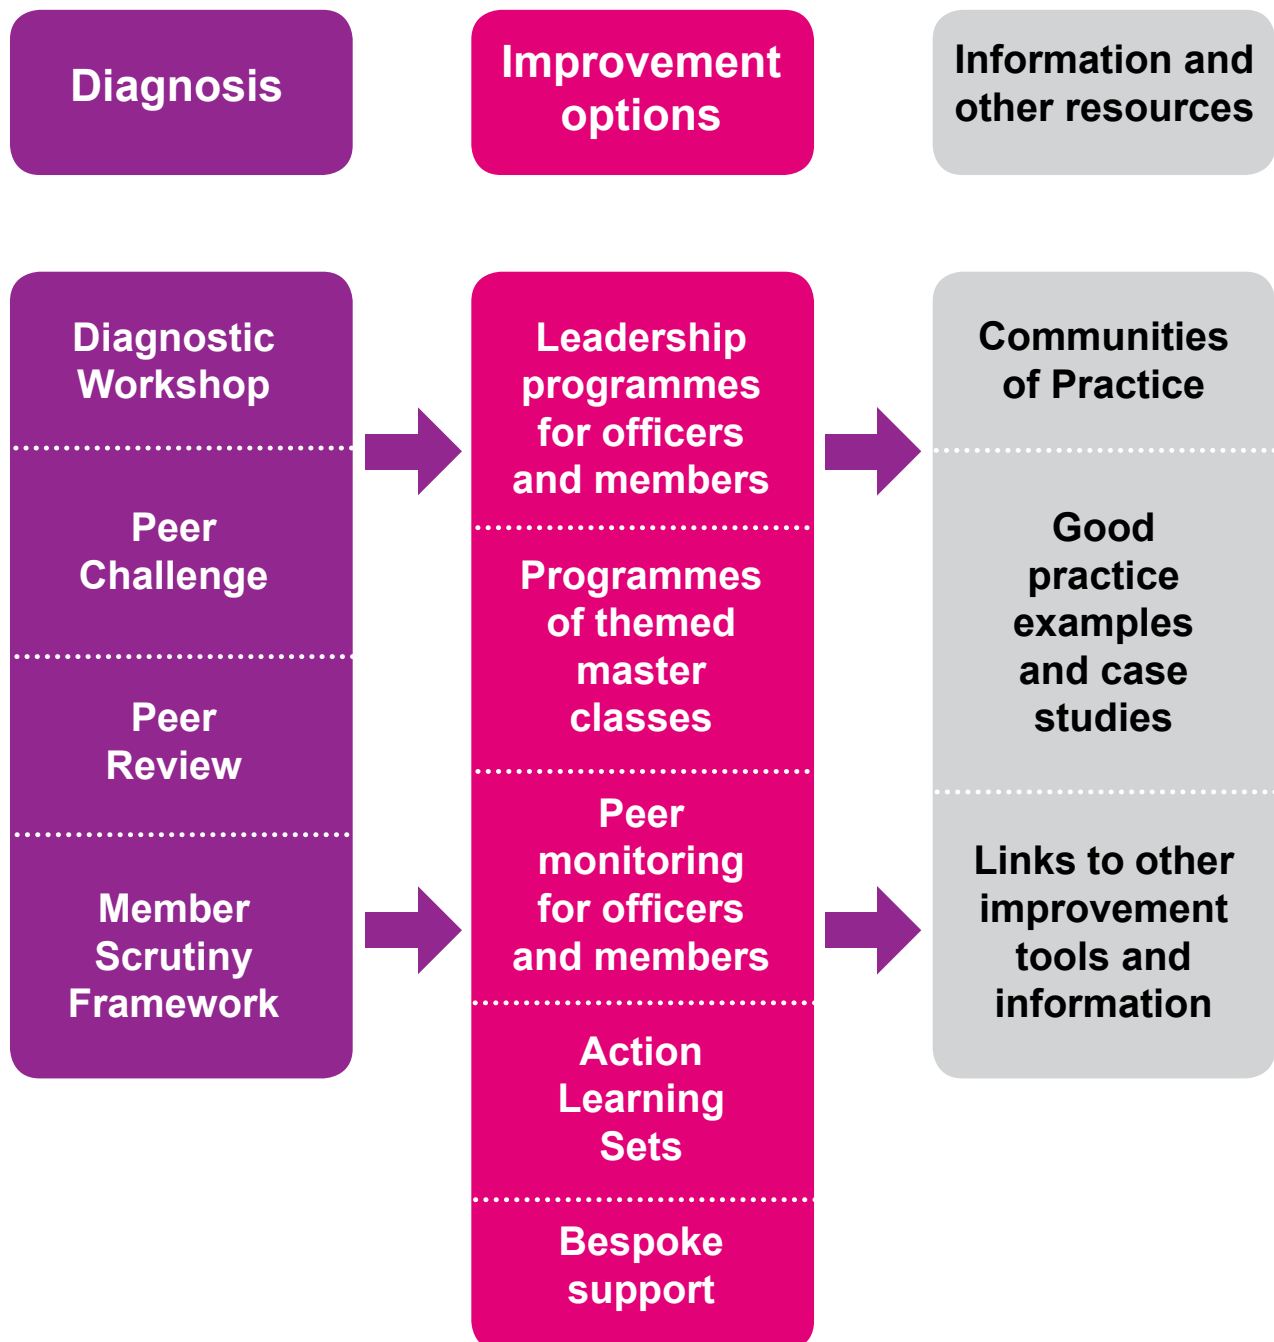 Diagnosis
Improvement
options
Information and
other resources
Diagnostic
Workshop
Peer
Challenge
Peer
Review
Member
Scrutiny
Framework
Leadership
programmes
for officers
and members
Programmes
of themed
master
classes
Peer
monitoring
for officers
and members
Action
Learning
Sets
Bespoke
support
Communities
of Practice
Good
practice
examples
and case
studies
Links to other
improvement
tools and
information